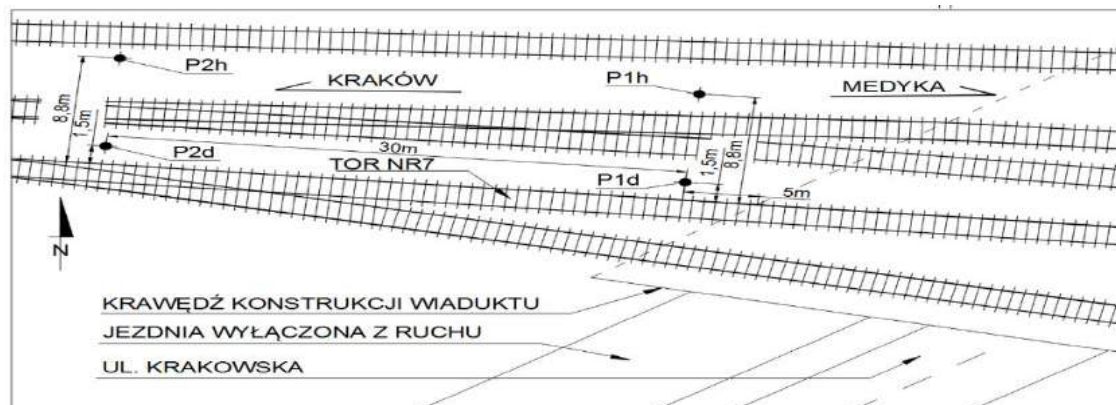 P2h
KRAKÓW
P1h
MEDYKA
8,8m
1,5m
P2d
30m
TOR NR7
P1d
1,5m
8,8m
5m
N
KRAWĘDŹ KONSTRUKCJI WIADUKTU
JEZDNIA WYŁĄCZONA Z RUCHU
UL. KRAKOWSKA